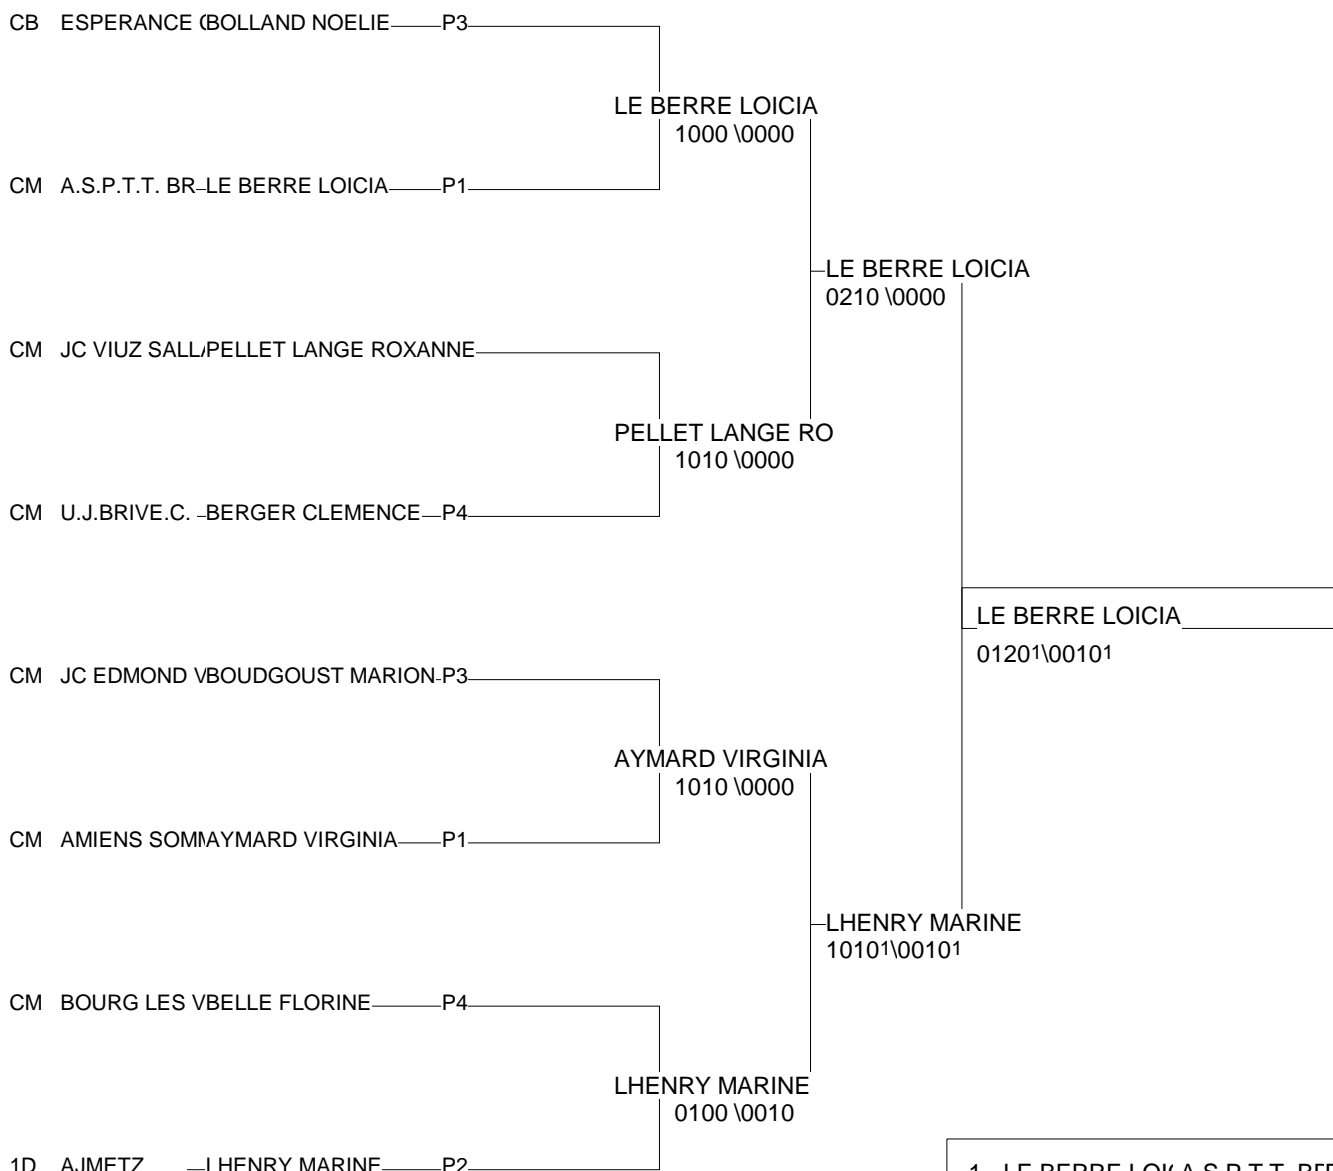 CB ESPERANCE BOLLAND NOELIE P3
LE BERRE LOICIA
1000 \0000
CM A.S.P.T.T. BR LE BERRE LOICIA P1
LE BERRE LOICIA
0210 \0000
CM JC VIUZ SALL PELLET LANGE ROXANNE
PELLET LANGE RO
1010 \0000
CM U.J.BRIVE.C. BERGER CLEMENCE P4
LE BERRE LOICIA
01201\00101
CM JC EDMOND V BOUDGOUST MARION P3
AYMARD VIRGINIA
1010 \0000
CM AMIENS SOM AYMARD VIRGINIA P1
LHENRY MARINE
10101\00101
CM BOURG LES V BELLE FLORINE P4
LHENRY MARINE
0100 \0010
1D AJMETZ LHENRY MARINE P2
1 LE BERRE LOI A.S.P.T.T.